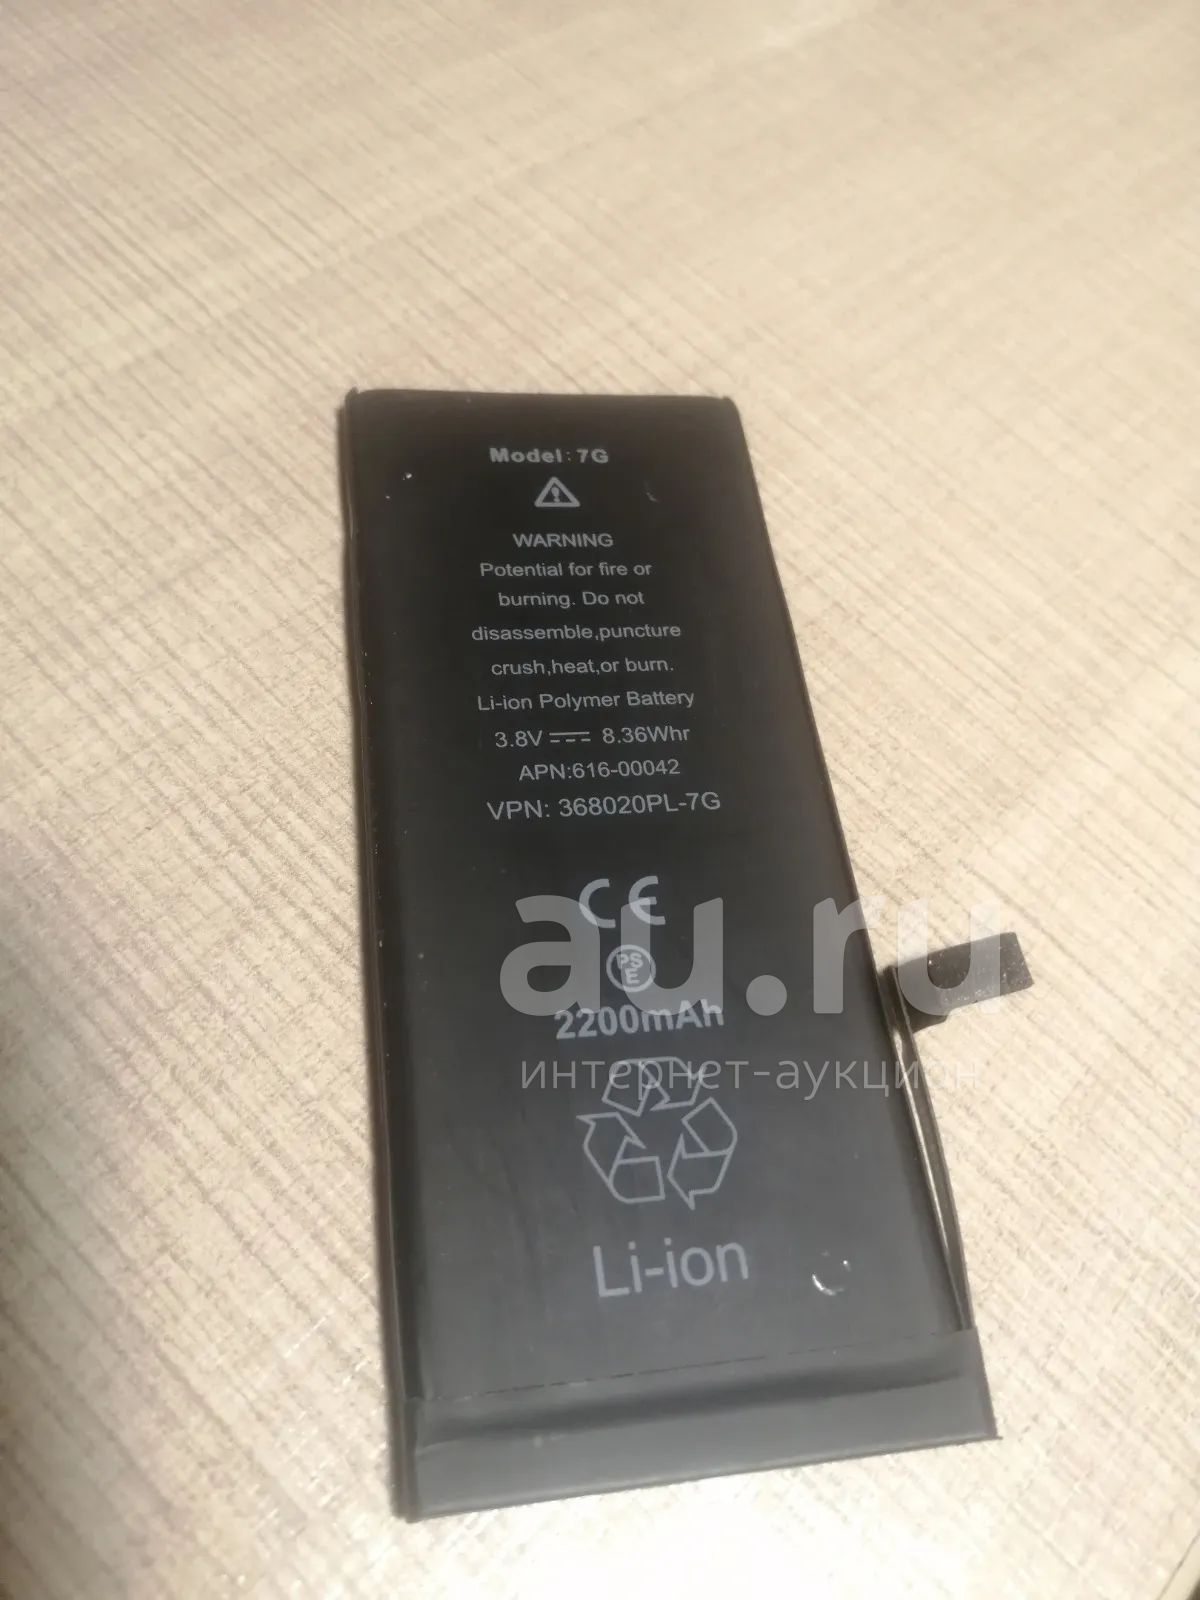 Model: 7G
WARNING
Potential for fire or
burning. Do not
disassemble,puncture
crush,heat,or burn.
Li-ion Polymer Battery
3.8V 8.36Whr
APN:616-00042
VPN: 368020PL-7G
CE
PS
E
au.ru
2200mAh
интернет-аукцион
Li-ion